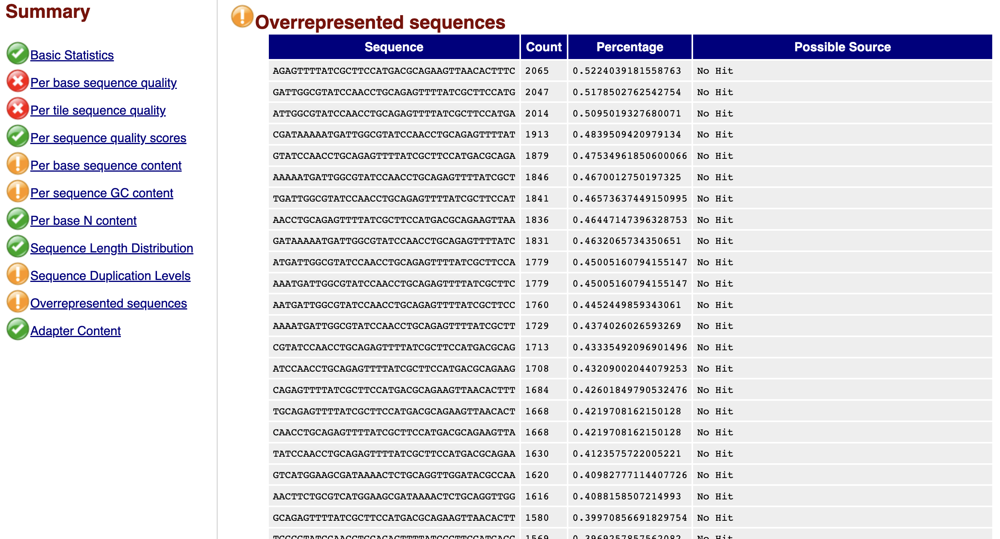 Summary
Basic Statistics
Per base sequence quality
Per tile sequence quality
Per sequence quality scores
Per base sequence content
Per sequence GC content
Per base N content
Sequence Length Distribution
Sequence Duplication Levels
Overrepresented sequences
Adapter Content
Overrepresented sequences
Sequence Count Percentage Possible Source
AGAGTTTTATCGCTTCCATGACGCAGAAGTTAACACTTTC 2065 0.5224039181558763 No Hit
GATTGGCGTATCCAACCTGCAGAGTTTTATCGCTTCCATG 2047 0.5178502762542754 No Hit
ATTGGCGTATCCAACCTGCAGAGTTTTATCGCTTCCATGA 2014 0.5095019327680071 No Hit
CGATAAAAATGATTGGCGTATCCAACCTGCAGAGTTTTAT 1913 0.4839509420979134 No Hit
GTATCCAACCTGCAGAGTTTTATCGCTTCCATGACGCAGA 1879 0.47534961850600066 No Hit
AAAAATGATTGGCGTATCCAACCTGCAGAGTTTTATCGCT 1846 0.4670012750197325 No Hit
TGATTGGCGTATCCAACCTGCAGAGTTTTATCGCTTCCAT 1841 0.46573637449150995 No Hit
AACCTGCAGAGTTTTATCGCTTCCATGACGCAGAAGTTAA 1836 0.46447147396328753 No Hit
GATAAAAATGATTGGCGTATCCAACCTGCAGAGTTTTATC 1831 0.4632065734350651 No Hit
ATGATTGGCGTATCCAACCTGCAGAGTTTTATCGCTTCCA 1779 0.45005160794155147 No Hit
AAATGATTGGCGTATCCAACCTGCAGAGTTTTATCGCTTC 1779 0.45005160794155147 No Hit
AATGATTGGCGTATCCAACCTGCAGAGTTTTATCGCTTCC 1760 0.4452449859343061 No Hit
AAAATGATTGGCGTATCCAACCTGCAGAGTTTTATCGCTT 1729 0.4374026026593269 No Hit
CGTATCCAACCTGCAGAGTTTTATCGCTTCCATGACGCAG 1713 0.43335492096901496 No Hit
ATCCAACCTGCAGAGTTTTATCGCTTCCATGACGCAGAAG 1708 0.43209002044079253 No Hit
CAGAGTTTTATCGCTTCCATGACGCAGAAGTTAACACTTT 1684 0.42601849790532476 No Hit
TGCAGAGTTTTATCGCTTCCATGACGCAGAAGTTAACACT 1668 0.4219708162150128 No Hit
CAACCTGCAGAGTTTTATCGCTTCCATGACGCAGAAGTTA 1668 0.4219708162150128 No Hit
TATCCAACCTGCAGAGTTTTATCGCTTCCATGACGCAGAA 1630 0.4123575722005221 No Hit
GTCATGGAAGCGATAAAACTCTGCAGGTTGGATACGCCAA 1620 0.40982777114407726 No Hit
AACTTCTGCGTCATGGAAGCGATAAAACTCTGCAGGTTGG 1616 0.4088158507214993 No Hit
GCAGAGTTTTATCGCTTCCATGACGCAGAAGTTAACACTT 1580 0.39970856691829754 No Hit
TGGCGTATCCAACCTGCAGAGTTTTATCGCTTCCATGACG 1569 0.3969257857562082 No Hit